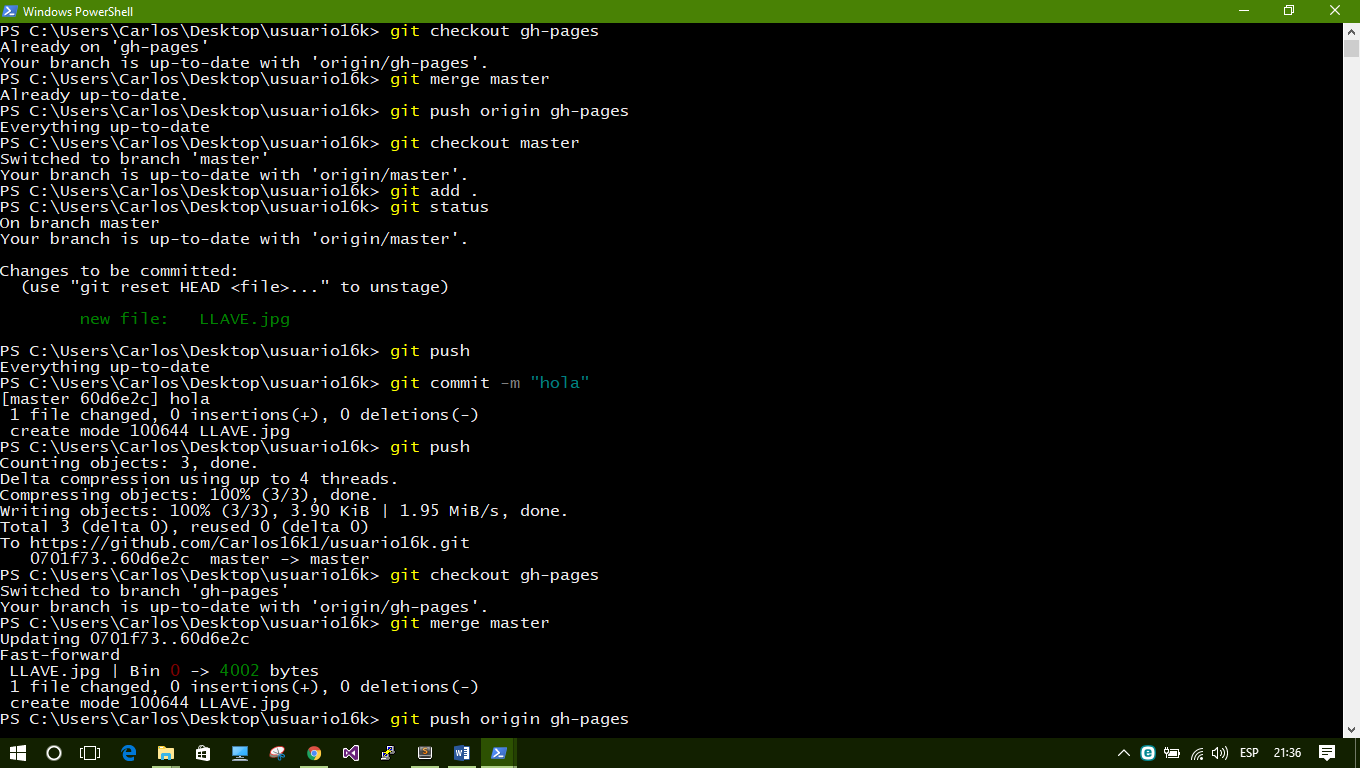 Windows PowerShell
PS C:\Users\Carlos\Desktop\usuario16k> git checkout gh-pages
Already on 'gh-pages'
Your branch is up-to-date with 'origin/gh-pages'.
PS C:\Users\Carlos\Desktop\usuario16k> git merge master
Already up-to-date.
PS C:\Users\Carlos\Desktop\usuario16k> git push origin gh-pages
Everything up-to-date
PS C:\Users\Carlos\Desktop\usuario16k> git checkout master
Switched to branch 'master'
Your branch is up-to-date with 'origin/master'.
PS C:\Users\Carlos\Desktop\usuario16k> git add .
PS C:\Users\Carlos\Desktop\usuario16k> git status
On branch master
Your branch is up-to-date with 'origin/master'.
Changes to be committed:
(use "git reset HEAD <file>..." to unstage)
new file: LLAVE.jpg
PS C:\Users\Carlos\Desktop\usuario16k> git push
Everything up-to-date
PS C:\Users\Carlos\Desktop\usuario16k> git commit -m "hola"
[master 60d6e2c] hola
1 file changed, 0 insertions(+), 0 deletions(-)
create mode 100644 LLAVE.jpg
PS C:\Users\Carlos\Desktop\usuario16k> git push
Counting objects: 3, done.
Delta compression using up to 4 threads.
Compressing objects: 100% (3/3), done.
Writing objects: 100% (3/3), 3.90 KiB | 1.95 MiB/s, done.
Total 3 (delta 0), reused 0 (delta 0)
To https://github.com/Carlos16k1/usuario16k.git
0701f73..60d6e2c master -> master
PS C:\Users\Carlos\Desktop\usuario16k> git checkout gh-pages
Switched to branch 'gh-pages'
Your branch is up-to-date with 'origin/gh-pages'.
PS C:\Users\Carlos\Desktop\usuario16k> git merge master
Updating 0701f73..60d6e2c
Fast-forward
LLAVE.jpg | Bin 0 -> 4002 bytes
1 file changed, 0 insertions(+), 0 deletions(-)
create mode 100644 LLAVE.jpg
PS C:\Users\Carlos\Desktop\usuario16k> git push origin gh-pages
ESP 21:36